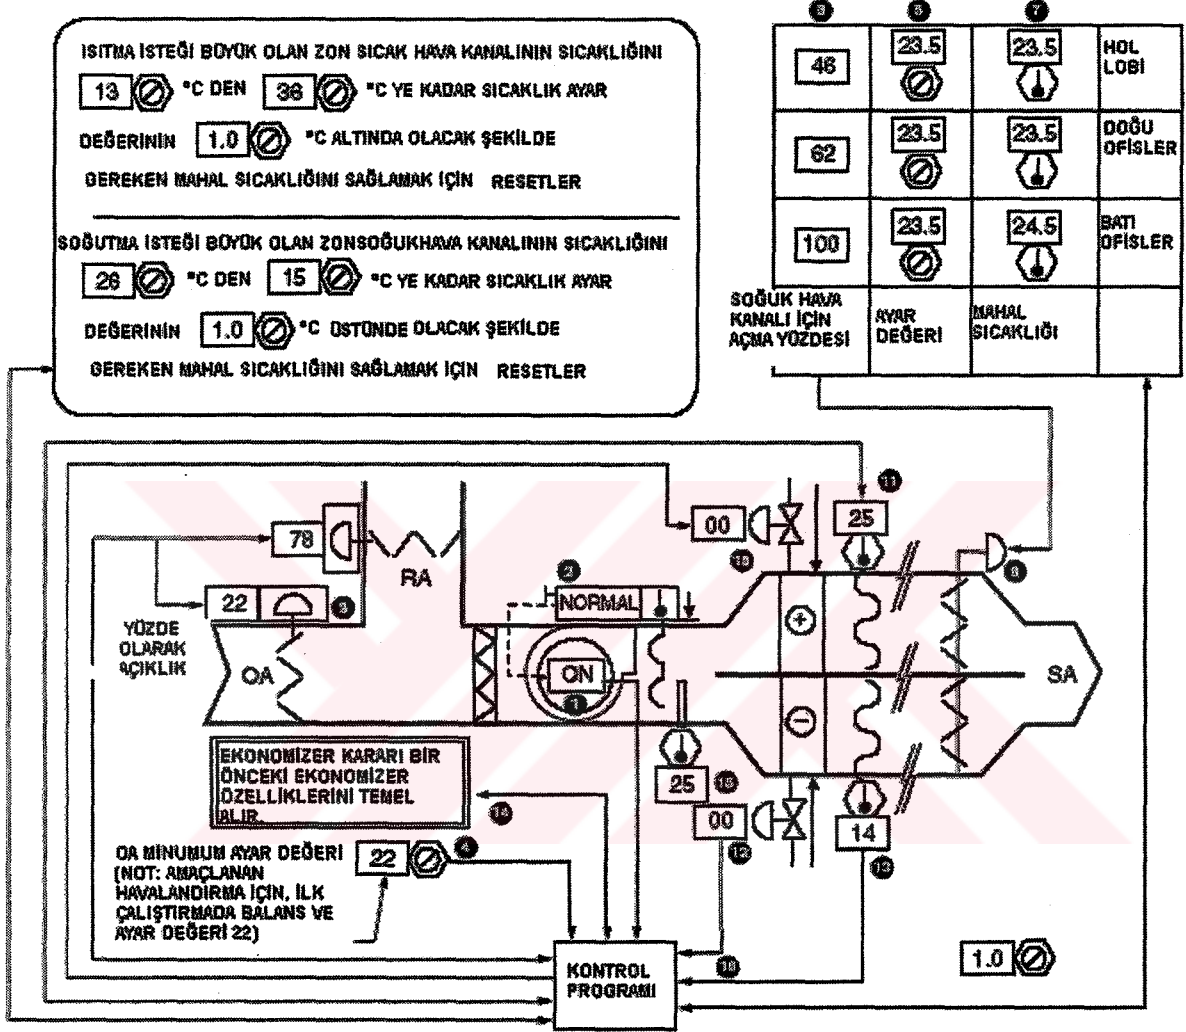 ISITMA İSTEĞİ BÜYÜK OLAN ZON SICAK HAVA KANALININ SICAKLIĞINI
13 °C DEN 36 °C YE KADAR SICAKLIK AYAR
DEĞERİNİN 1.0 °C ALTINDA OLACAK ŞEKİLDE
GEREKEN MAHAL SICAKLIĞINI SAĞLAMAK İÇİN RESETLER
SOĞUTMA İSTEĞİ BÜYÜK OLAN ZONSOĞUKHAVA KANALININ SICAKLIĞINI
26 °C DEN 15 °C YE KADAR SICAKLIK AYAR
DEĞERİNİN 1.0 °C ÜSTÜNDE OLACAK ŞEKİLDE
GEREKEN MAHAL SICAKLIĞINI SAĞLAMAK İÇİN RESETLER
7
46 23.5 23.5 HOL
LOBİ
62 23.5 23.5 DOĞU
OFİSLER
100 23.5 24.5 BATI
OFİSLER
SOĞUK HAVA
KANALI İÇİN
AÇMA YÜZDESİ
AYAR
DEĞERİ
MAHAL
SICAKLIĞI
11
25
00
78
RA
2
NORMAL
22
YÜZDE
OLARAK
AÇIKLIK
OA
ON
1
SA
+
−
EKONOMİZER KARARI BİR
ÖNCEKİ EKONOMİZER
ÖZELLİKLERİNİ TEMEL
ALIR.
25
00
12
14
13
OA MİNUMUM AYAR DEĞERİ 22
4
(NOT: AMAÇLANAN
HAVALANDIRMA İÇİN, İLK
ÇALIŞTIRMADA BALANS VE
AYAR DEĞERİ 22)
KONTROL
PROGRAMI
1.0